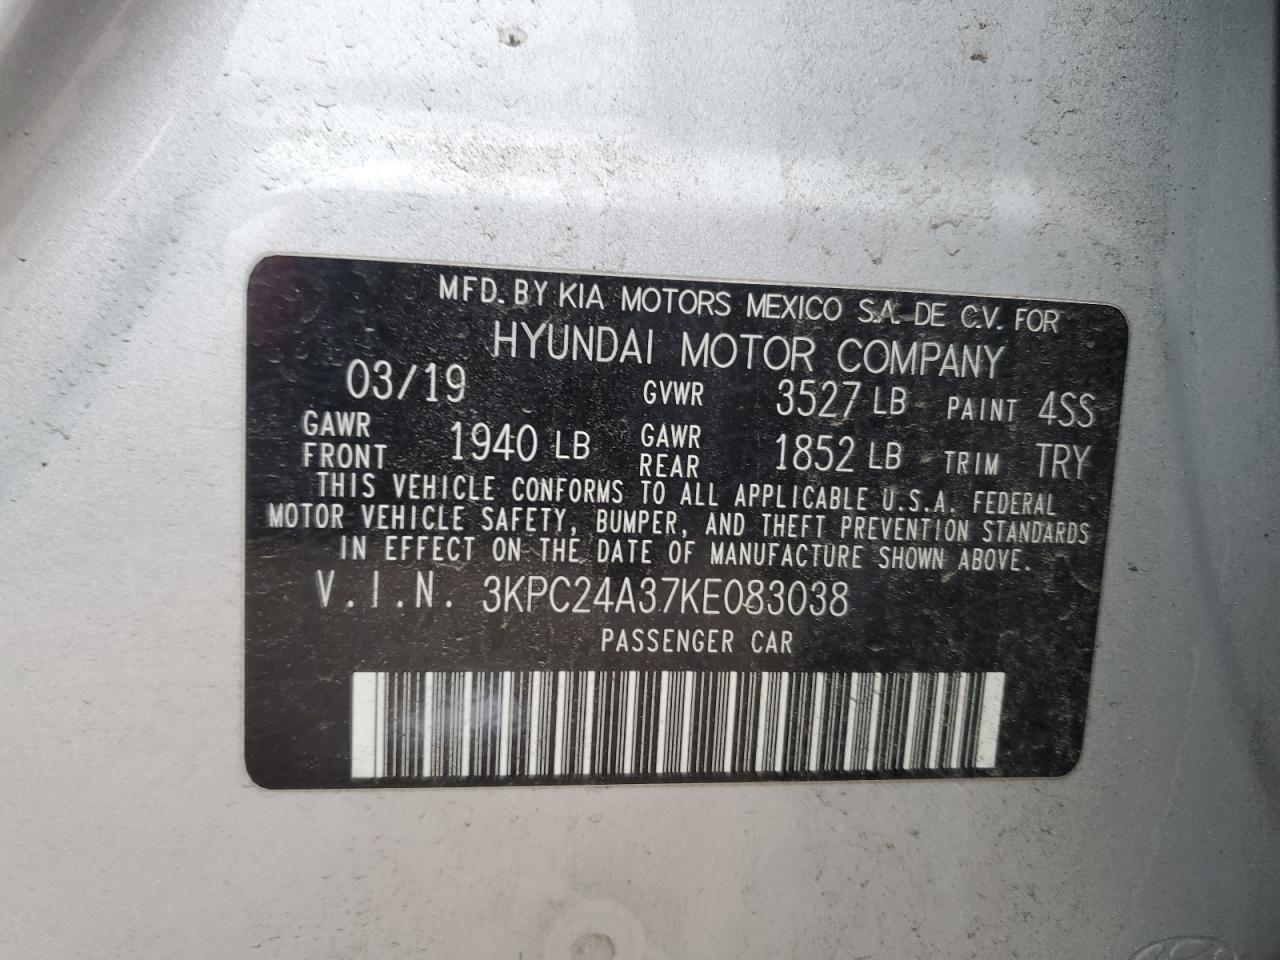 MFD. BY KIA MOTORS MEXICO S.A. DE C.V. FOR
HYUNDAI MOTOR COMPANY
03/19 GVWR 3527 LB PAINT 4SS
GAWR FRONT 1940 LB GAWR REAR 1852 LB TRIM TRY
THIS VEHICLE CONFORMS TO ALL APPLICABLE U.S.A. FEDERAL
MOTOR VEHICLE SAFETY, BUMPER, AND THEFT PREVENTION STANDARDS
IN EFFECT ON THE DATE OF MANUFACTURE SHOWN ABOVE.
V.I.N. 3KPC24A37KE083038
PASSENGER CAR